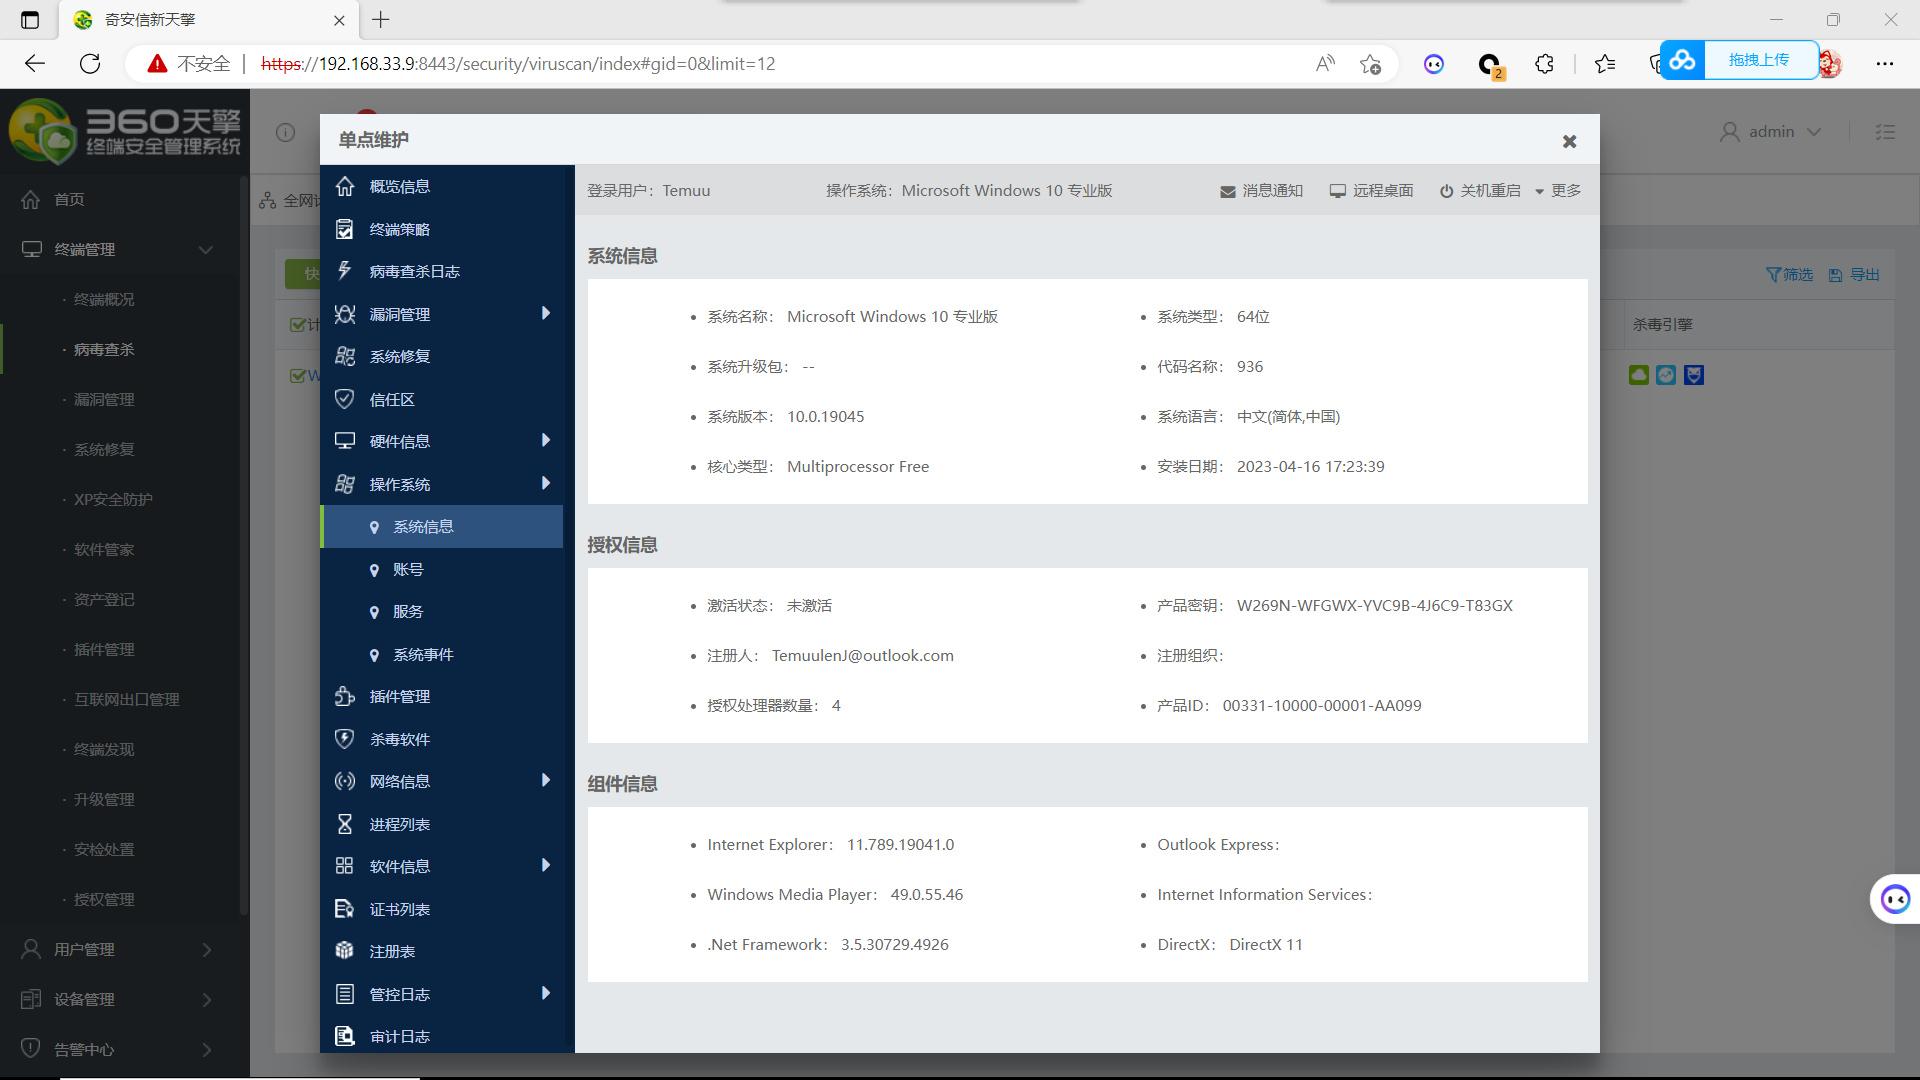 奇安信新天擎
不安全
https://192.168.33.9:8443/security/viruscan/index#gid=0&limit=12
2
拖拽上传
360天擎
终端安全管理系统
admin
首页
终端管理
终端概况
病毒查杀
漏洞管理
系统修复
XP安全防护
软件管家
资产登记
插件管理
互联网出口管理
终端发现
升级管理
安检处置
授权管理
用户管理
设备管理
告警中心
全网计
快
计
W
筛选
导出
杀毒引擎
单点维护
概览信息
终端策略
病毒查杀日志
漏洞管理
系统修复
信任区
硬件信息
操作系统
系统信息
账号
服务
系统事件
插件管理
杀毒软件
网络信息
进程列表
软件信息
证书列表
注册表
管控日志
审计日志
登录用户： Temuu
操作系统： Microsoft Windows 10 专业版
消息通知
远程桌面
关机重启
更多
系统信息
系统名称： Microsoft Windows 10 专业版
系统类型： 64位
系统升级包： --
代码名称： 936
系统版本： 10.0.19045
系统语言： 中文(简体,中国)
核心类型： Multiprocessor Free
安装日期： 2023-04-16 17:23:39
授权信息
激活状态： 未激活
产品密钥： W269N-WFGWX-YVC9B-4J6C9-T83GX
注册人： TemuulenJ@outlook.com
注册组织：
授权处理器数量： 4
产品ID： 00331-10000-00001-AA099
组件信息
Internet Explorer： 11.789.19041.0
Outlook Express：
Windows Media Player： 49.0.55.46
Internet Information Services：
.Net Framework： 3.5.30729.4926
DirectX： DirectX 11